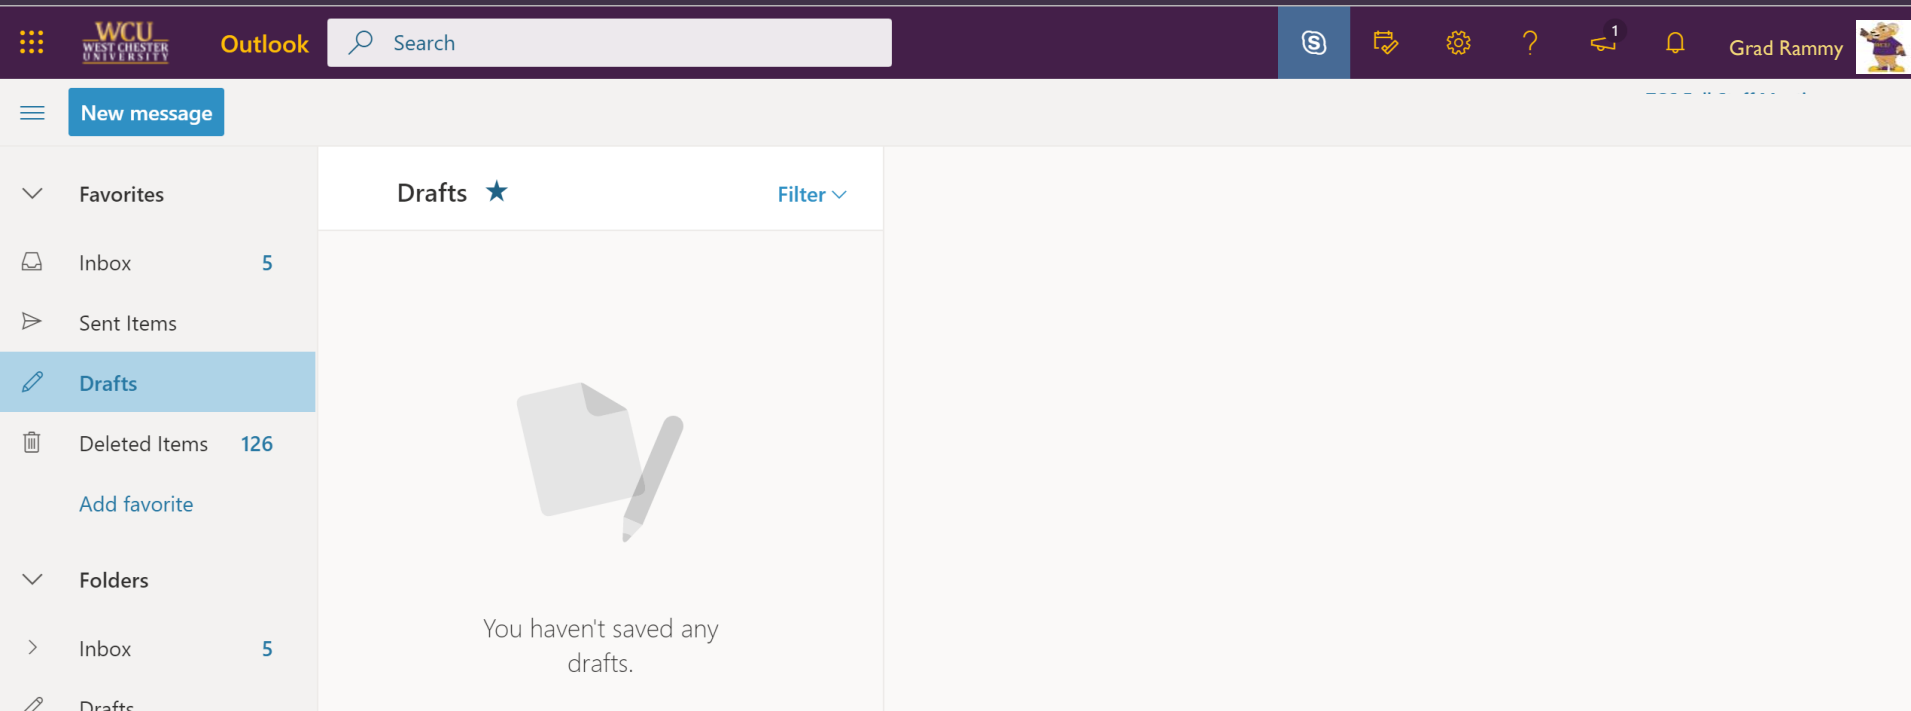 WCU
WEST CHESTER
UNIVERSITY
Outlook
Search
1
Grad Rammy
New message
Favorites
Inbox 5
Sent Items
Drafts
Deleted Items 126
Add favorite
Folders
Inbox 5
Drafts
Drafts
Filter
You haven't saved any
drafts.